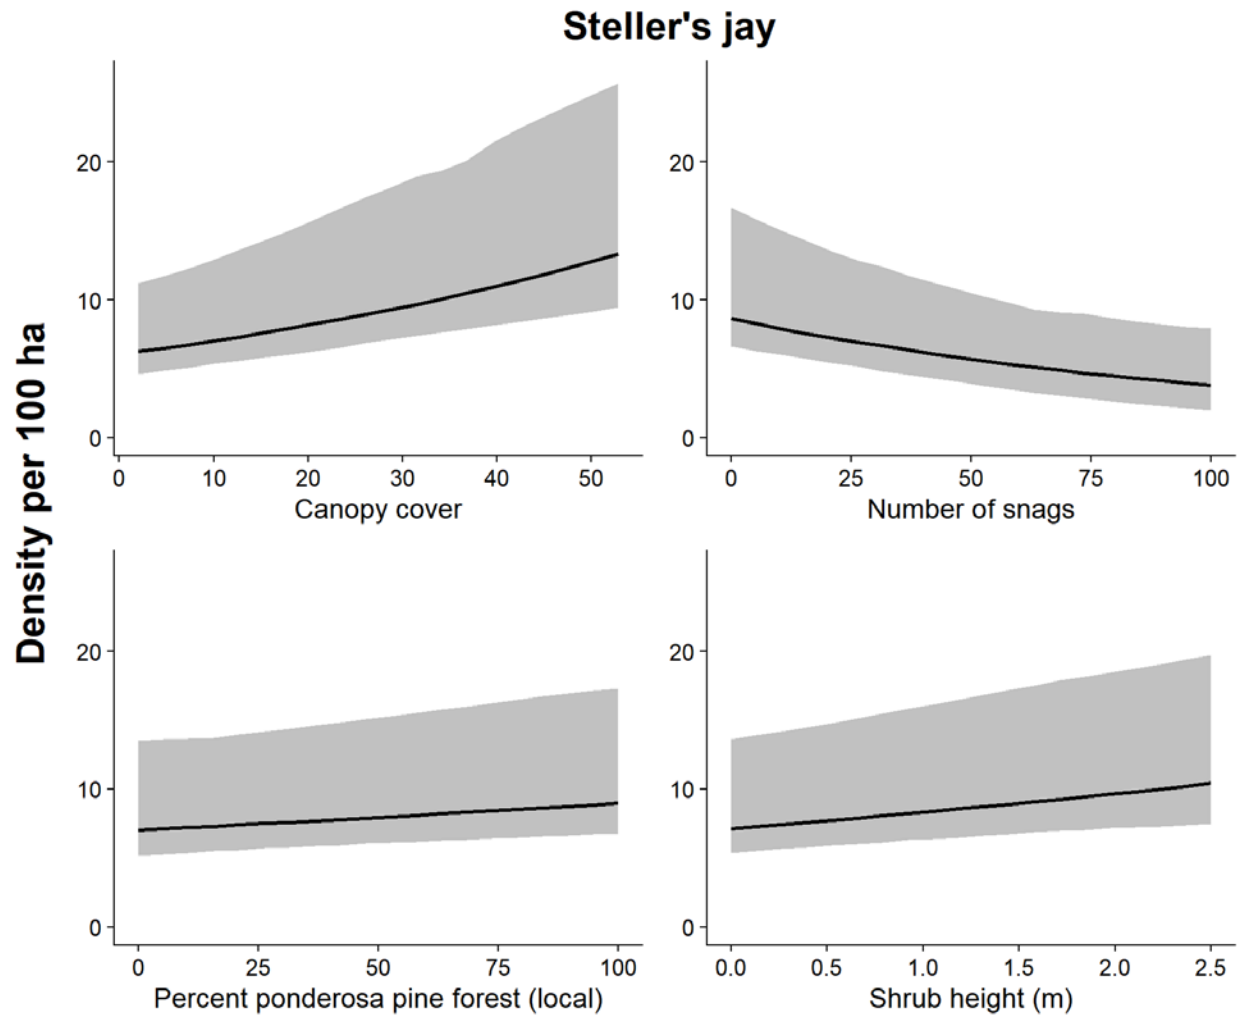 Steller's jay
Density per 100 ha
20
10
0
0 10 20 30 40 50
Canopy cover
20
10
0
0 25 50 75 100
Number of snags
20
10
0
0 25 50 75 100
Percent ponderosa pine forest (local)
20
10
0
0.0 0.5 1.0 1.5 2.0 2.5
Shrub height (m)